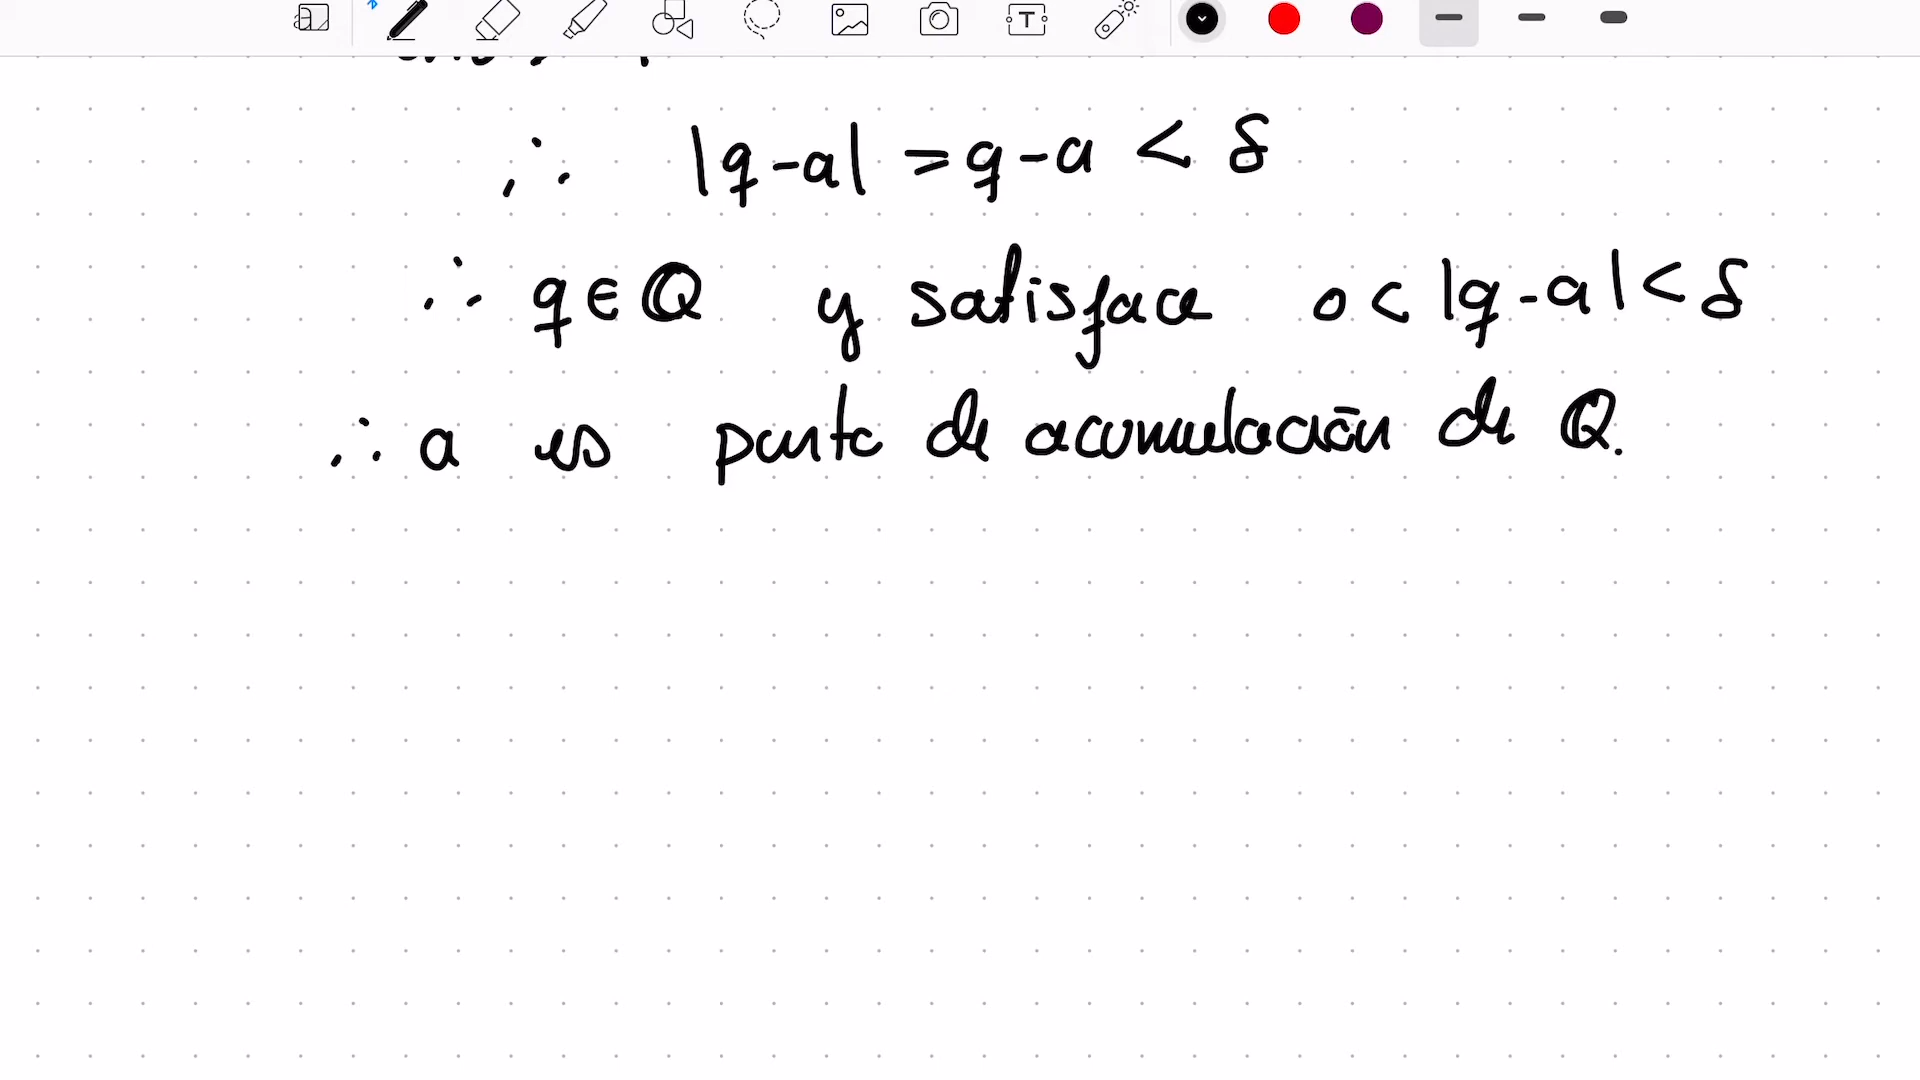 ∴ |q-a| = q-a < δ
∴ q∈ℚ y satisface 0 < |q-a| < δ
∴ a es punto de acumulación de ℚ.